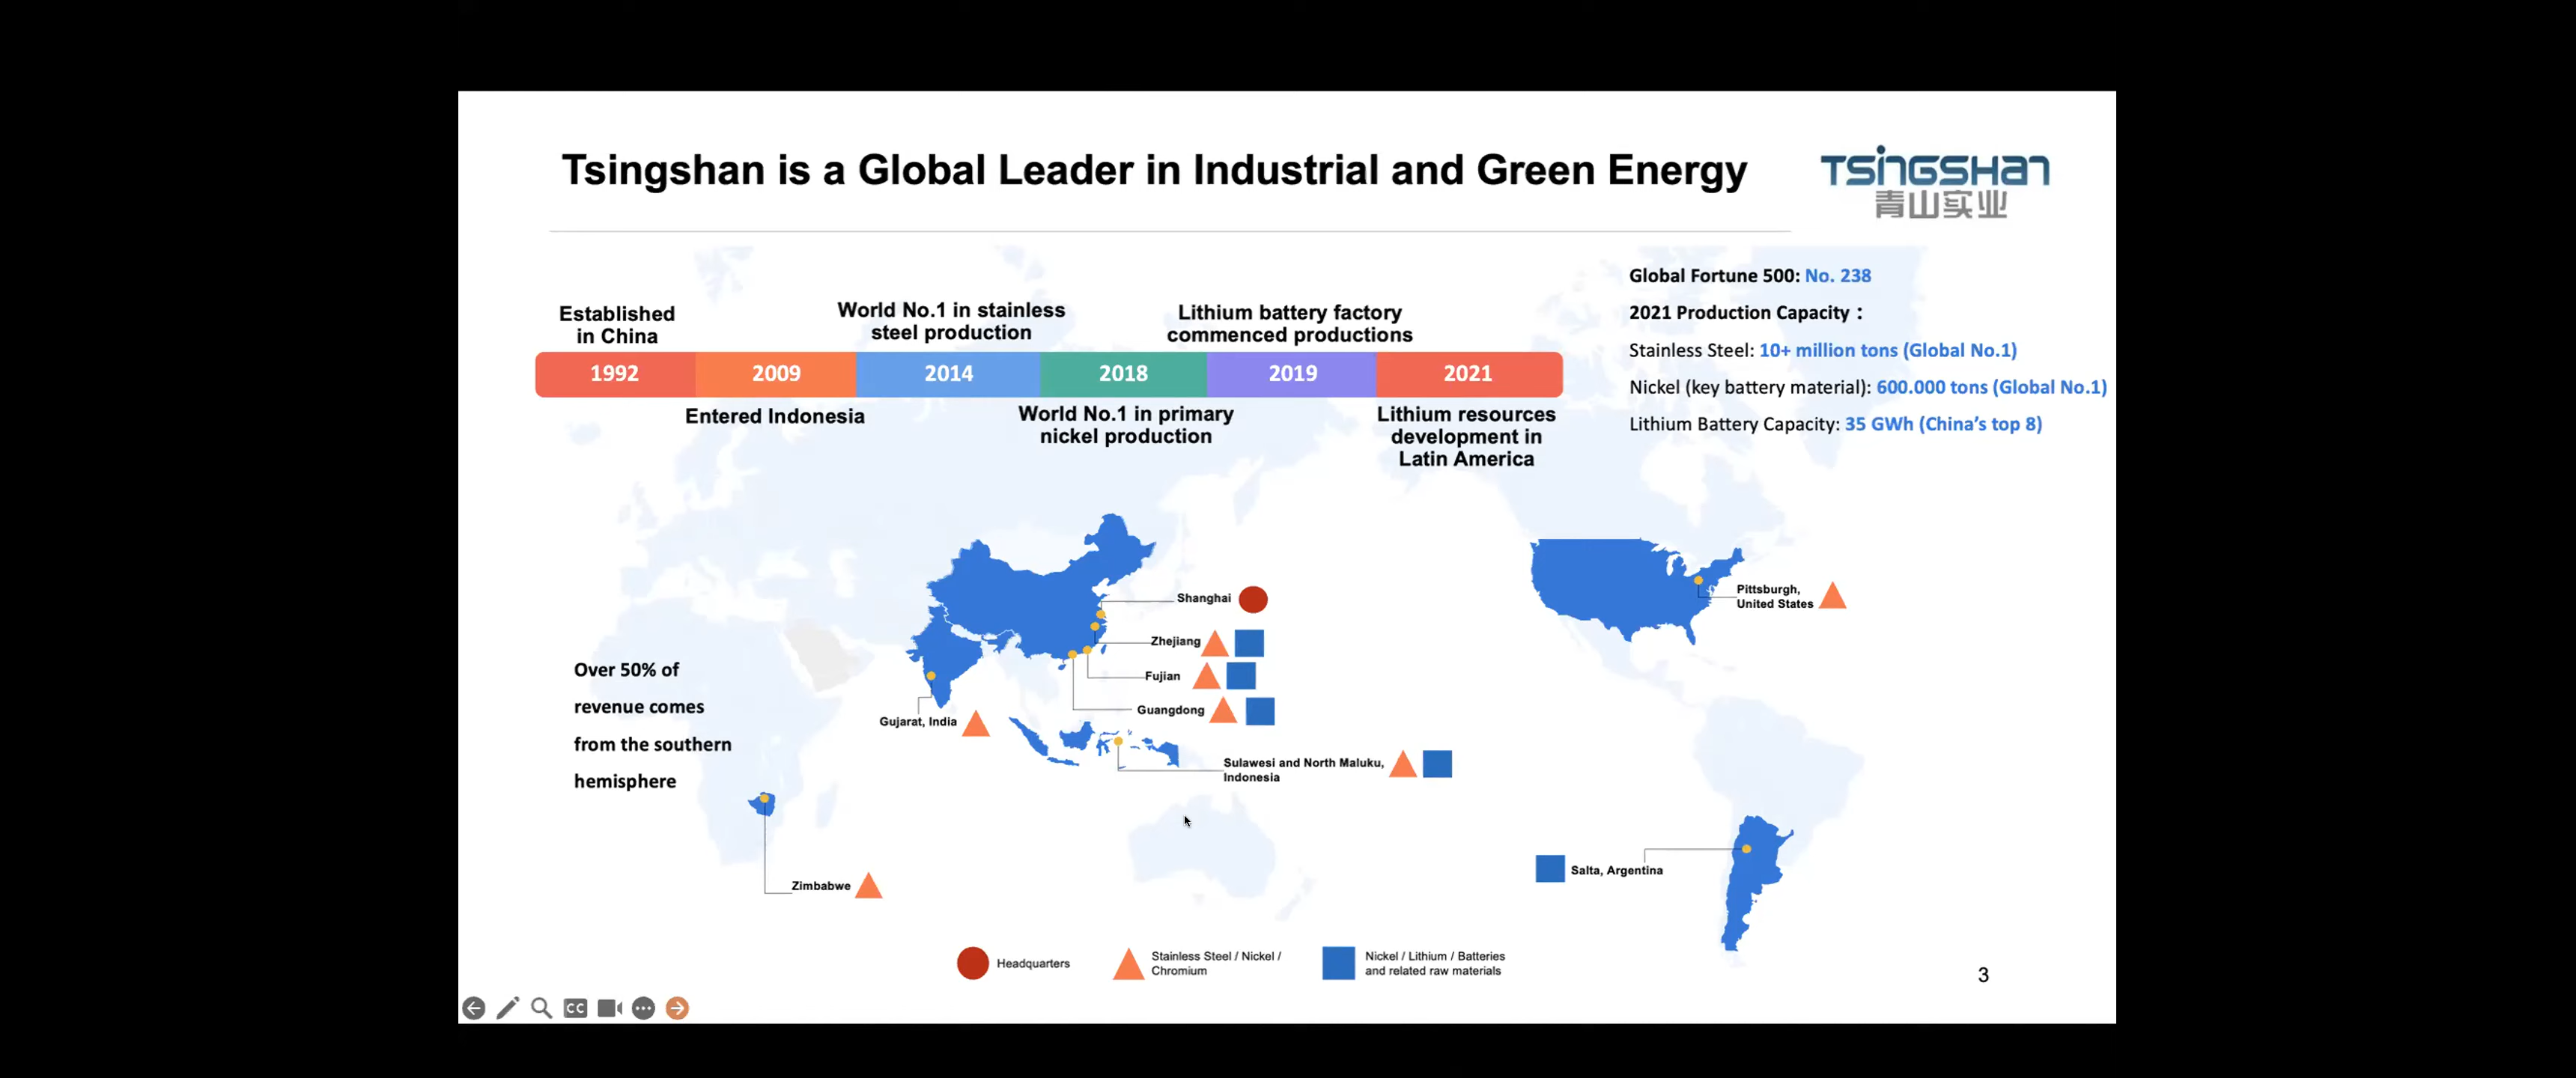 Tsingshan is a Global Leader in Industrial and Green Energy
TSINGSHAN
青山实业
Established
in China
World No.1 in stainless
steel production
Lithium battery factory
commenced productions
1992
2009
2014
2018
2019
2021
Entered Indonesia
World No.1 in primary
nickel production
Lithium resources
development in
Latin America
Global Fortune 500: No. 238
2021 Production Capacity：
Stainless Steel: 10+ million tons (Global No.1)
Nickel (key battery material): 600.000 tons (Global No.1)
Lithium Battery Capacity: 35 GWh (China’s top 8)
Over 50% of
revenue comes
from the southern
hemisphere
Shanghai
Zhejiang
Fujian
Guangdong
Gujarat, India
Sulawesi and North Maluku,
Indonesia
Zimbabwe
Pittsburgh,
United States
Salta, Argentina
Headquarters
Stainless Steel / Nickel /
Chromium
Nickel / Lithium / Batteries
and related raw materials
3
CC